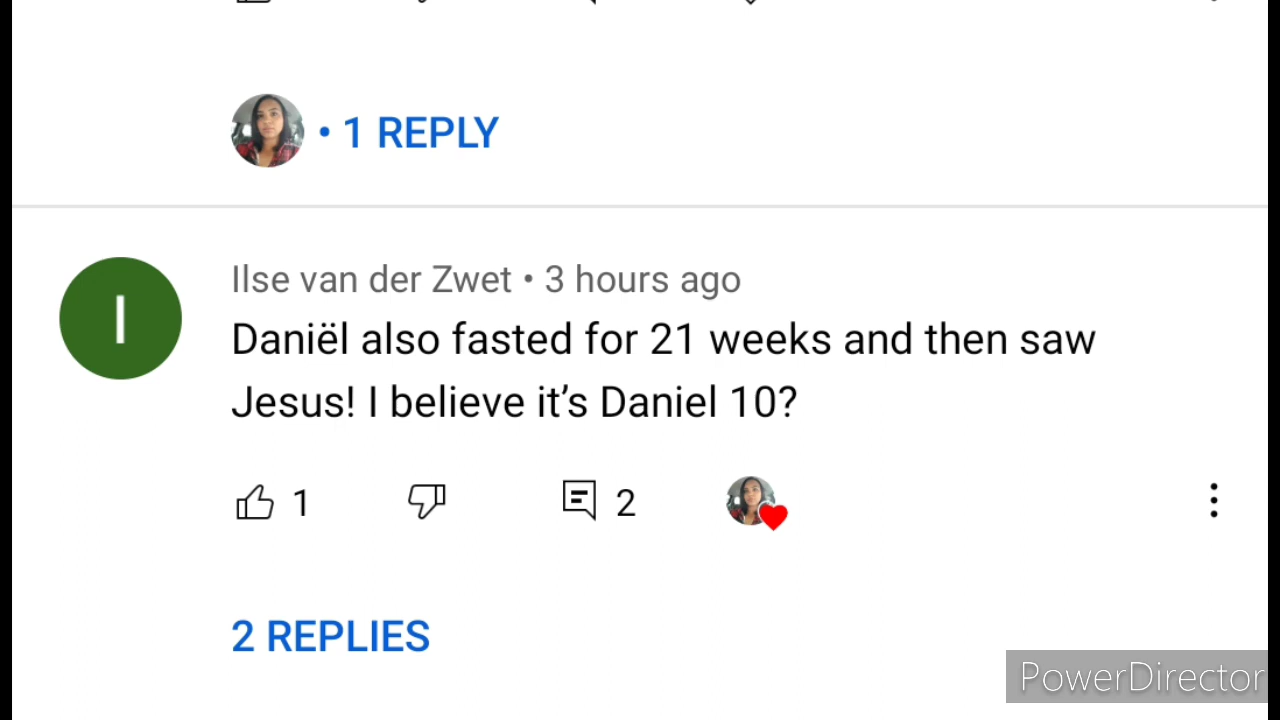 • 1 REPLY
I
Ilse van der Zwet • 3 hours ago
Daniël also fasted for 21 weeks and then saw
Jesus! I believe it’s Daniel 10?
1
2
2 REPLIES
PowerDirector